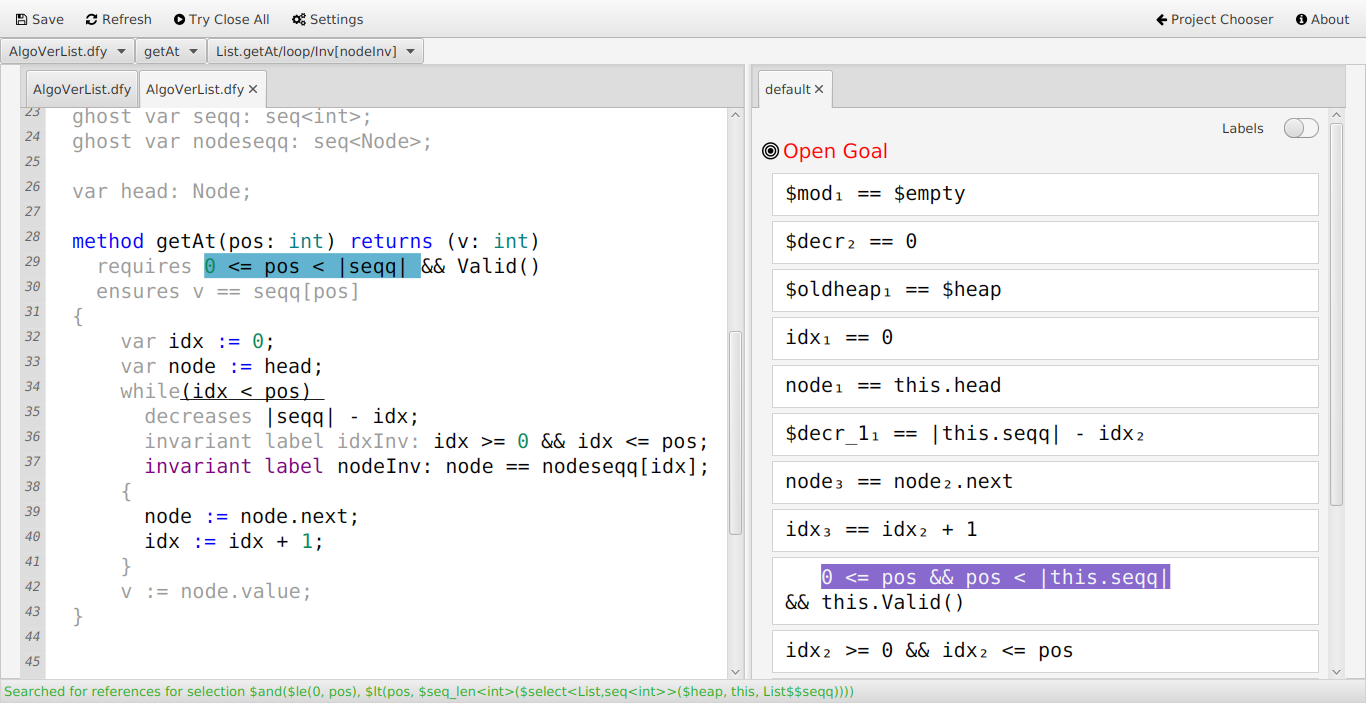 Save Refresh Try Close All Settings Project Chooser About
AlgoVerList.dfy getAt List.getAt/loop/Inv[nodeInv]
AlgoVerList.dfy AlgoVerList.dfy ×
23 ghost var seqq: seq<int>;
24 ghost var nodeseqq: seq<Node>;
25
26 var head: Node;
27
28 method getAt(pos: int) returns (v: int)
29 requires 0 <= pos < |seqq| && Valid()
30 ensures v == seqq[pos]
31 {
32 var idx := 0;
33 var node := head;
34 while(idx < pos)
35 decreases |seqq| - idx;
36 invariant label idxInv: idx >= 0 && idx <= pos;
37 invariant label nodeInv: node == nodeseqq[idx];
38 {
39 node := node.next;
40 idx := idx + 1;
41 }
42 v := node.value;
43 }
44
45
default ×
Labels
Open Goal
$mod₁ == $empty
$decr₂ == 0
$oldheap₁ == $heap
idx₁ == 0
node₁ == this.head
$decr_1₁ == |this.seqq| - idx₂
node₃ == node₂.next
idx₃ == idx₂ + 1
0 <= pos && pos < |this.seqq|
&& this.Valid()
idx₂ >= 0 && idx₂ <= pos
Searched for references for selection $and($le(0, pos), $lt(pos, $seq_len<int>($select<List,seq<int>>($heap, this, List$$seqq))))